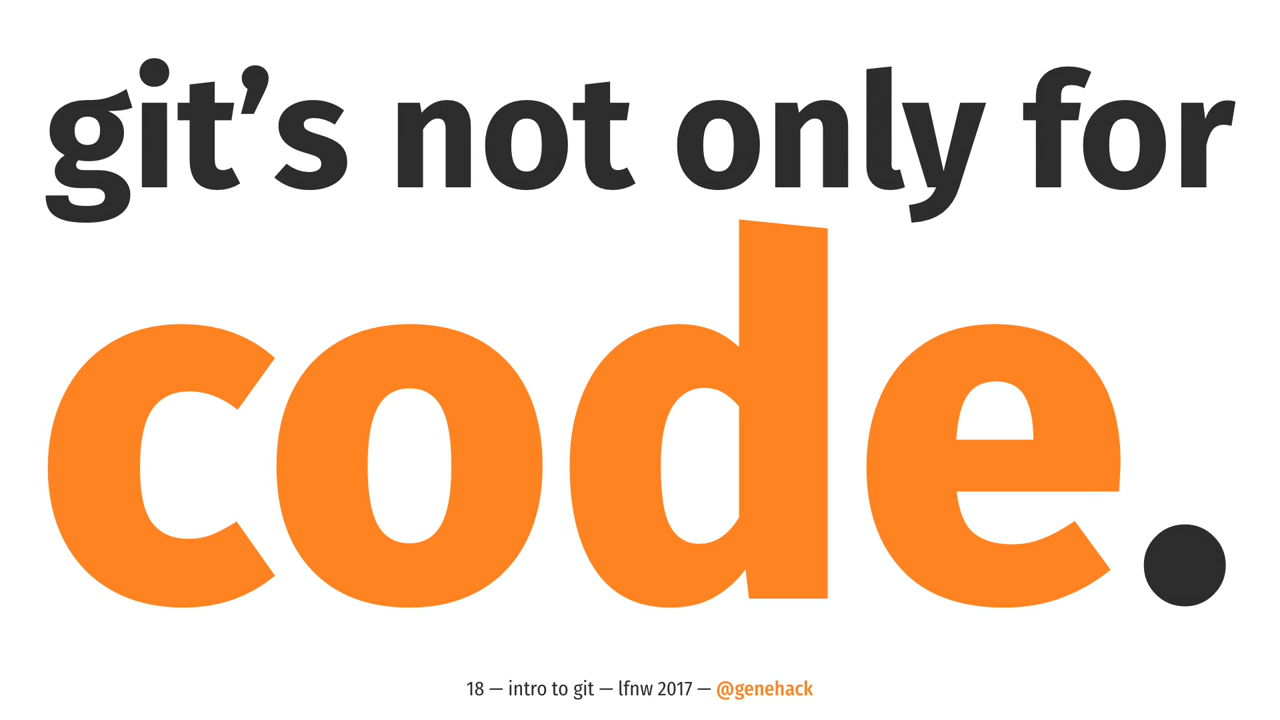 git’s not only for
code.
18 — intro to git — lfnw 2017 — @genehack